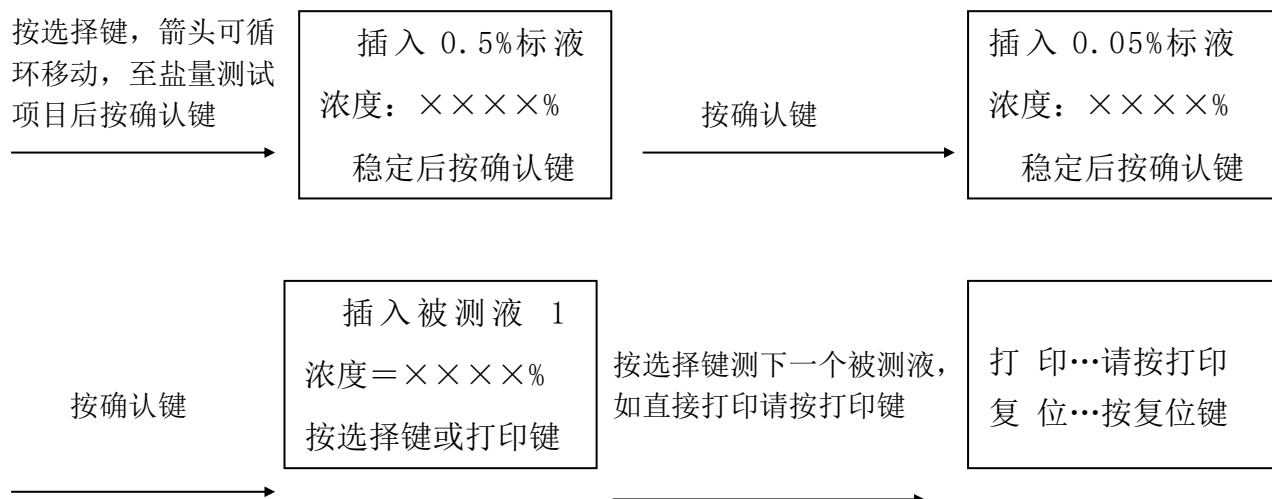 按选择键，箭头可循
环移动，至盐量测试
项目后按确认键
插入 0.5%标液
浓度：××××%
稳定后按确认键
按确认键
插入 0.05%标液
浓度：××××%
稳定后按确认键
按确认键
插入被测液 1
浓度＝××××%
按选择键或打印键
按选择键测下一个被测液，
如直接打印请按打印键
打 印…请按打印
复 位…按复位键